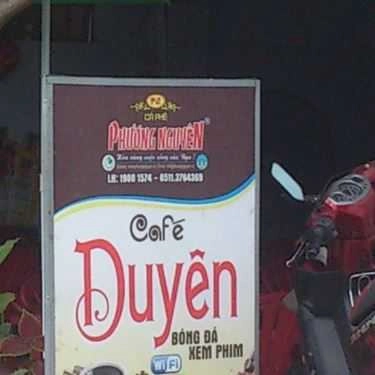 CÀ PHÊ
PHƯƠNG NGUYÊN
LH: 1900 1574 - 0511.3764369
Café
Duyên
BÓNG ĐÁ
XEM PHIM
WiFi